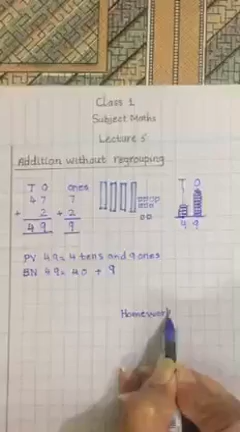 Class 1
Subject Maths
Lecture 5
Addition without regrouping
T O ones T O
4 7 7
+ 2 + 2
4 9 9 4 9
PV 49 = 4 tens and 9 ones
BN 49 = 40 + 9
Homewor